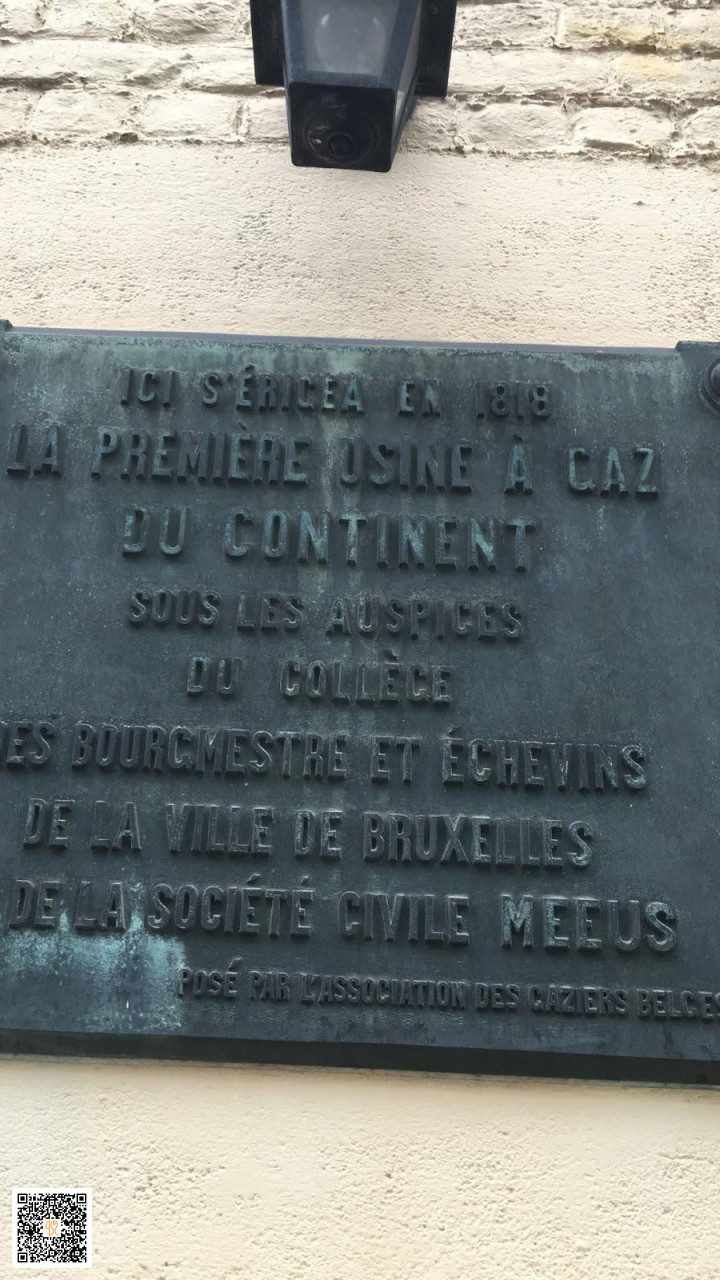 ICI S'ÉRIGEA EN 1818
LA PREMIÈRE USINE À GAZ
DU CONTINENT
SOUS LES AUSPICES
DU COLLÈGE
DES BOURGMESTRE ET ÉCHEVINS
DE LA VILLE DE BRUXELLES
DE LA SOCIÉTÉ CIVILE MEEUS
POSÉ PAR L'ASSOCIATION DES GAZIERS BELGES